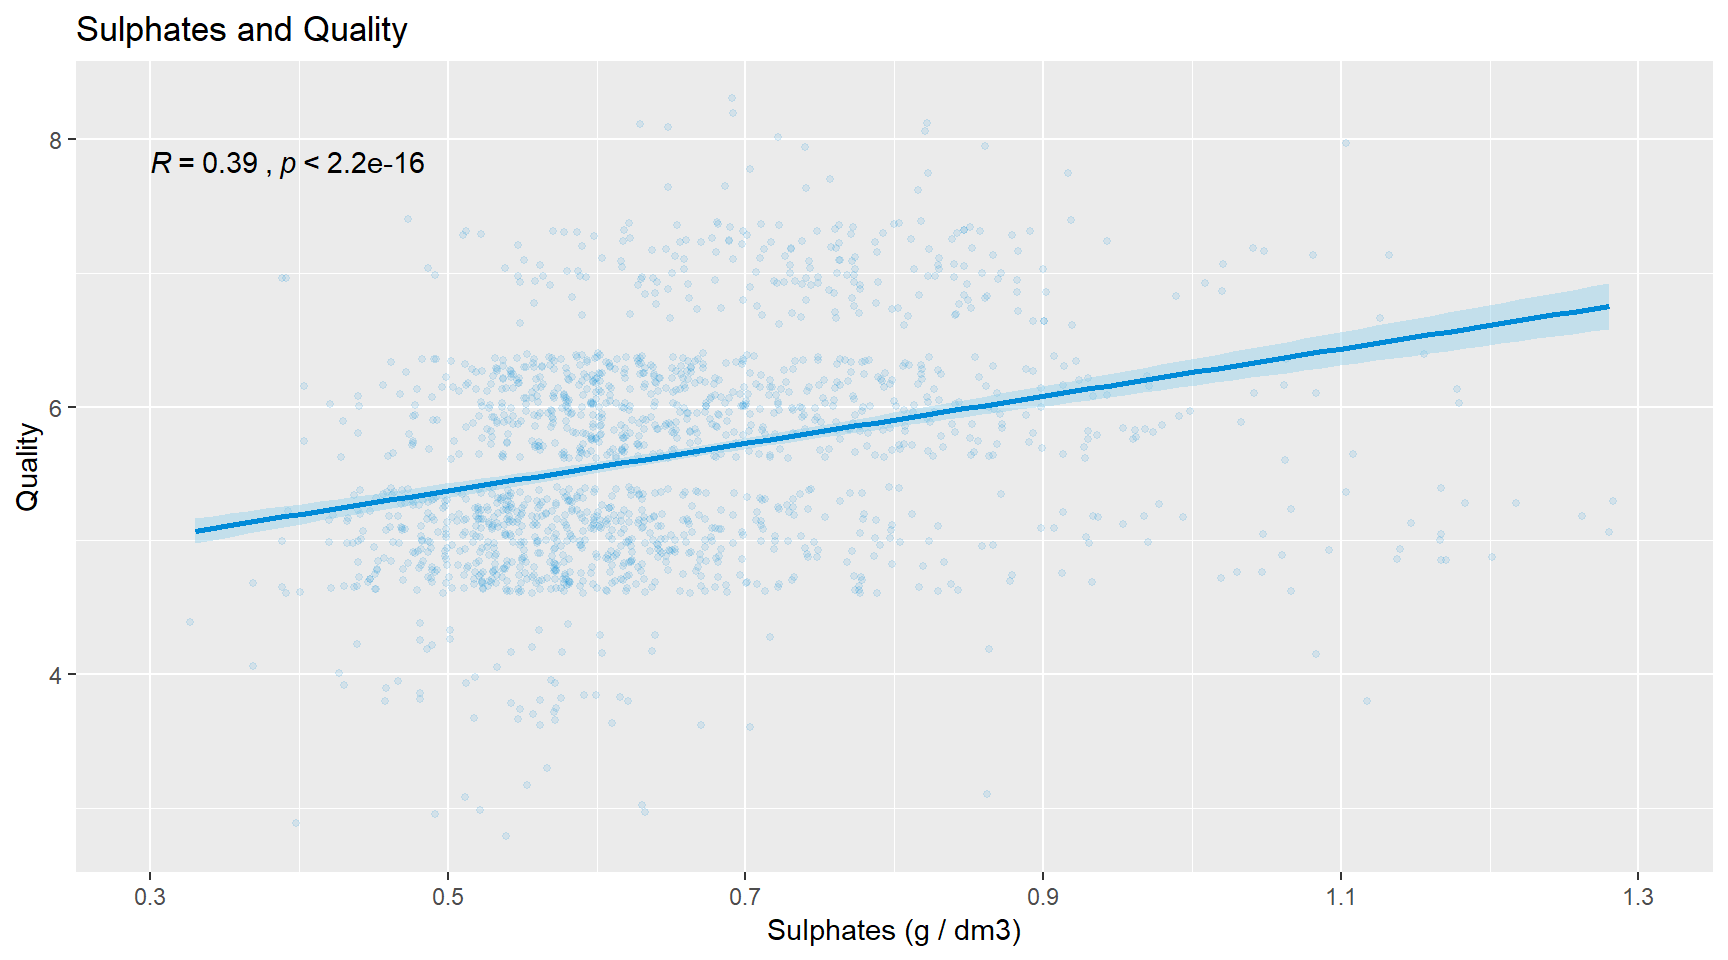 Sulphates and Quality
R = 0.39 , p < 2.2e-16
8
6
4
Quality
0.3 0.5 0.7 0.9 1.1 1.3
Sulphates (g / dm3)